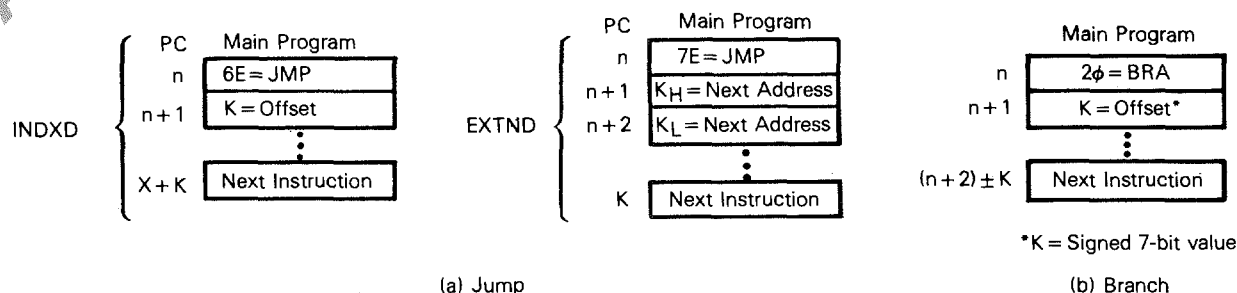 INDXD
PC Main Program
n 6E=JMP
n+1 K=Offset
X+K Next Instruction
EXTND
PC Main Program
n 7E=JMP
n+1 KH=Next Address
n+2 KL=Next Address
K Next Instruction
(a) Jump
Main Program
n 2ϕ=BRA
n+1 K=Offset*
(n+2)±K Next Instruction
*K=Signed 7-bit value
(b) Branch